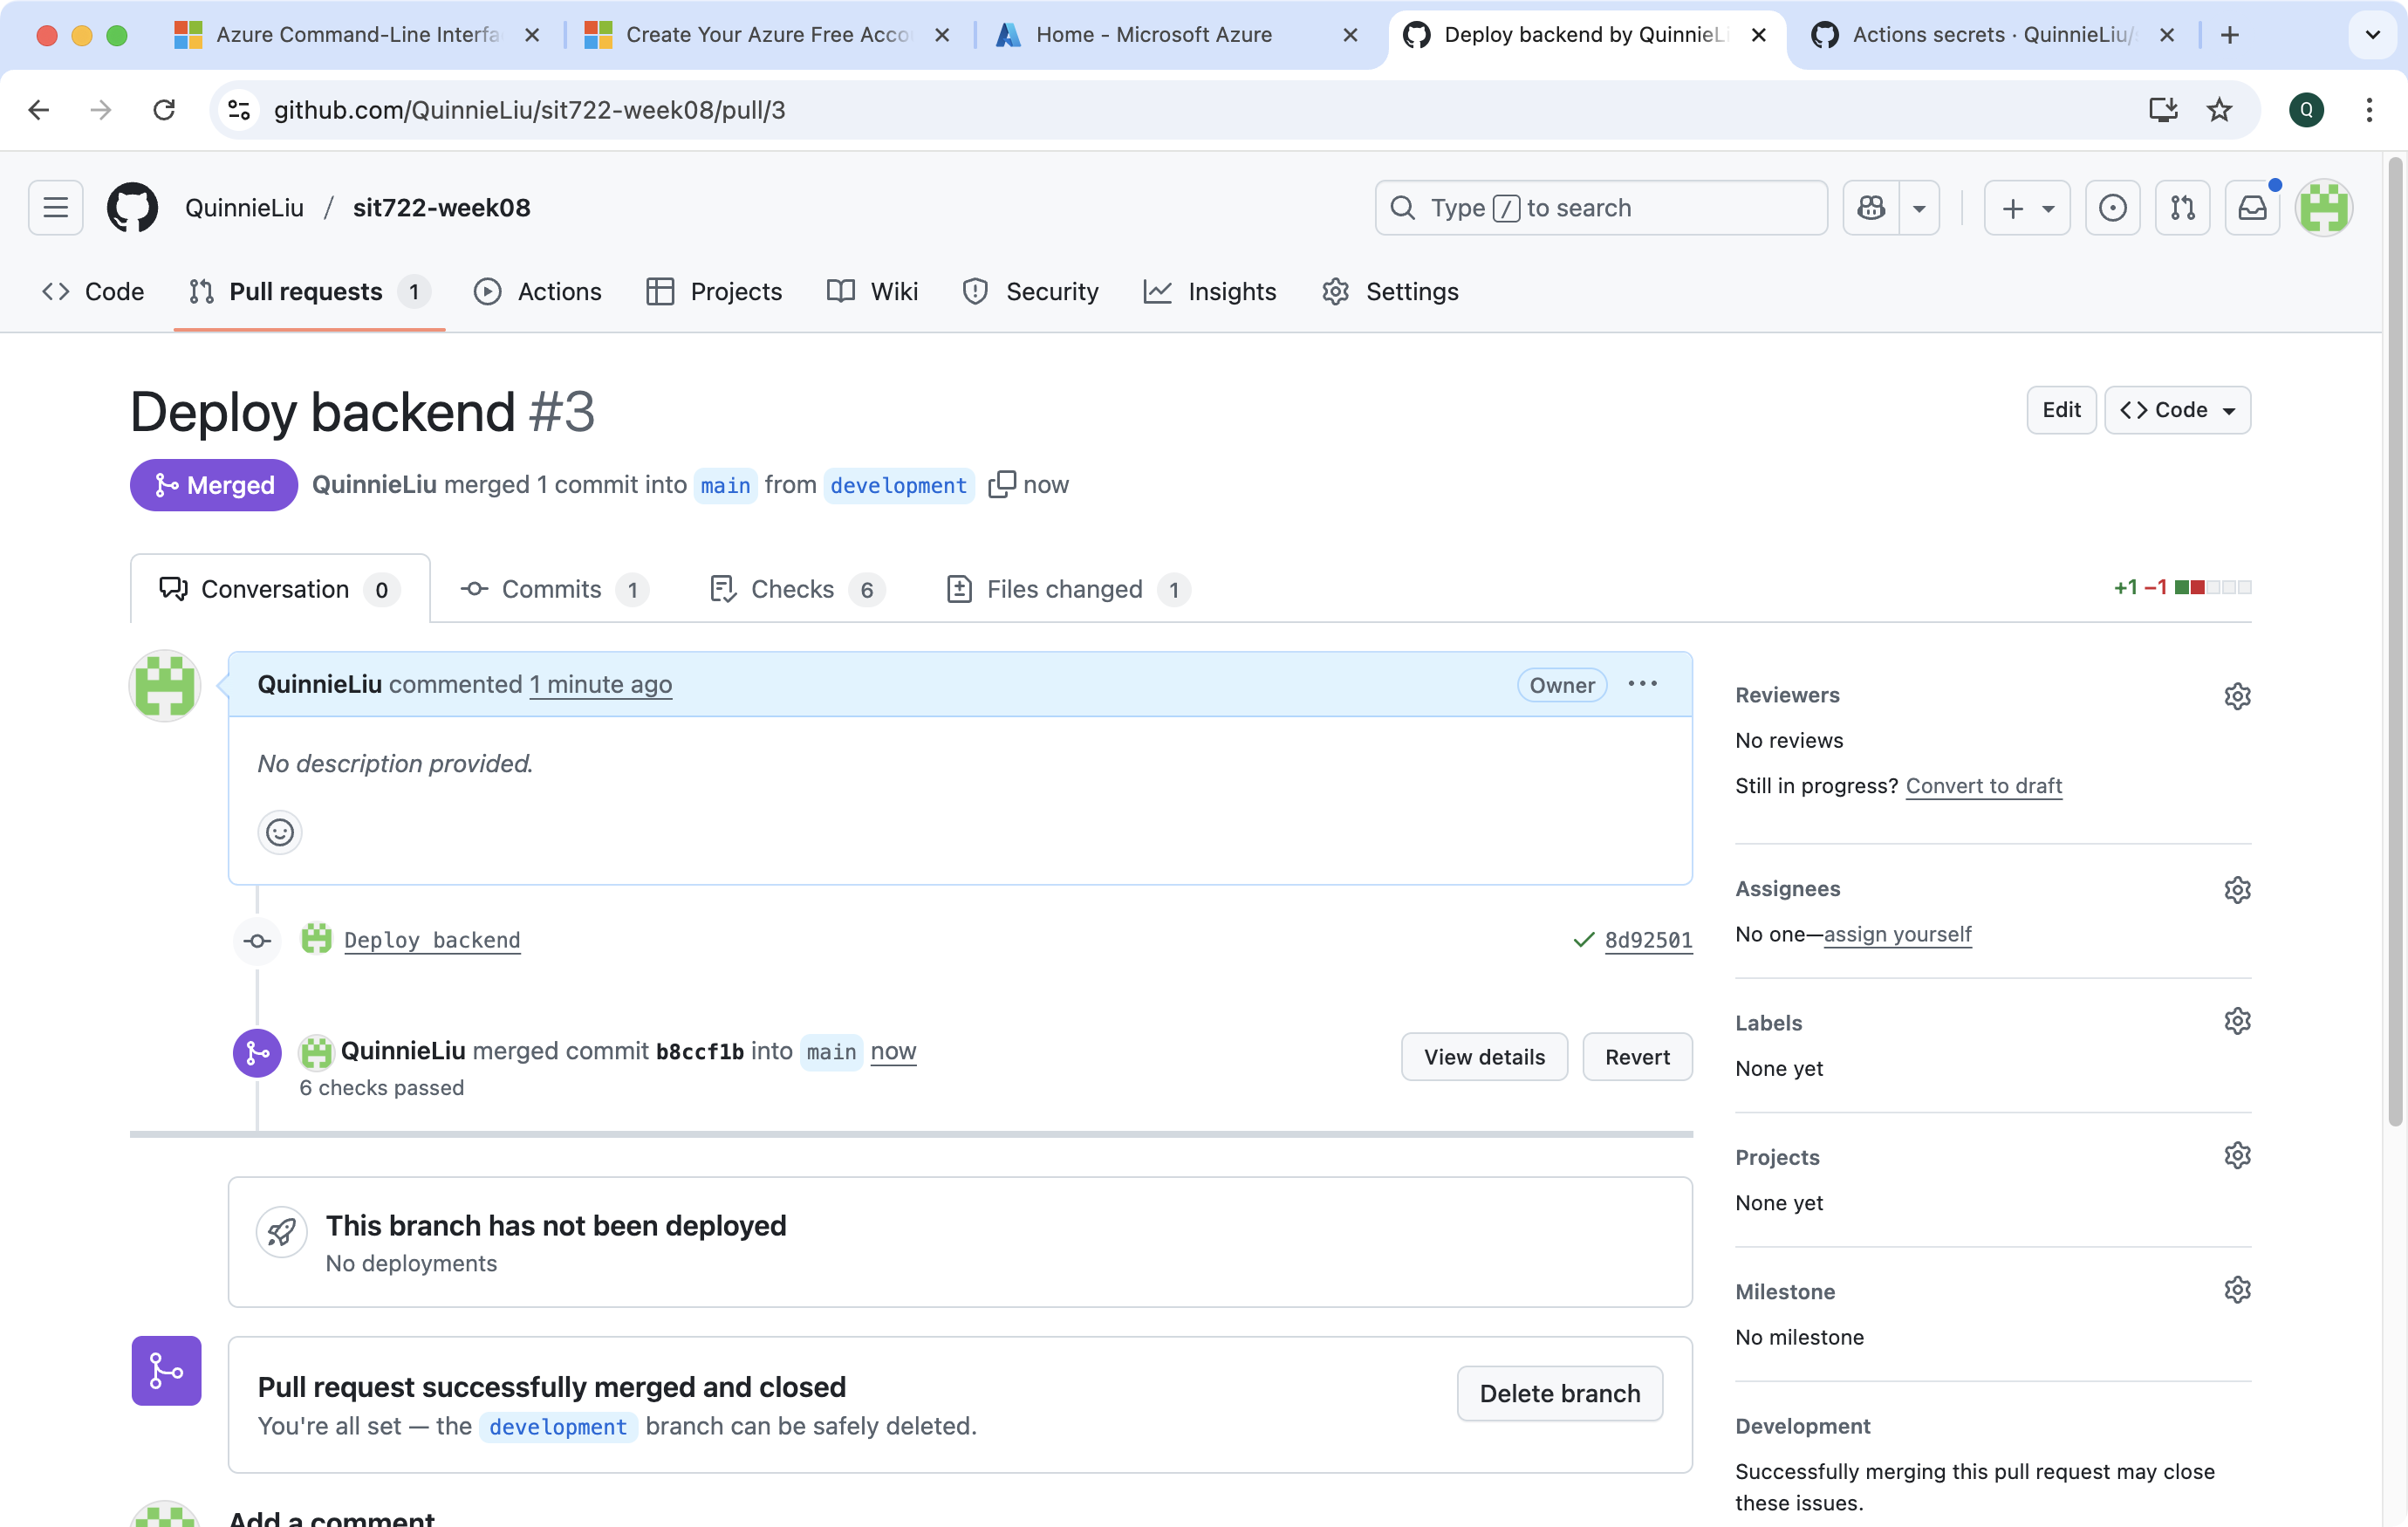 Azure Command-Line Interfa
Create Your Azure Free Acco
Home - Microsoft Azure
Deploy backend by QuinnieLi
Actions secrets · QuinnieLiu/
github.com/QuinnieLiu/sit722-week08/pull/3
Q
QuinnieLiu / sit722-week08
Type / to search
Code
Pull requests 1
Actions
Projects
Wiki
Security
Insights
Settings
Deploy backend #3
Edit
Code
Merged
QuinnieLiu merged 1 commit into main from development now
Conversation 0
Commits 1
Checks 6
Files changed 1
+1 −1
QuinnieLiu commented 1 minute ago
Owner
No description provided.
Deploy backend
8d92501
QuinnieLiu merged commit b8ccf1b into main now
6 checks passed
View details
Revert
This branch has not been deployed
No deployments
Pull request successfully merged and closed
You're all set — the development branch can be safely deleted.
Delete branch
Add a comment
Reviewers
No reviews
Still in progress? Convert to draft
Assignees
No one—assign yourself
Labels
None yet
Projects
None yet
Milestone
No milestone
Development
Successfully merging this pull request may close
these issues.